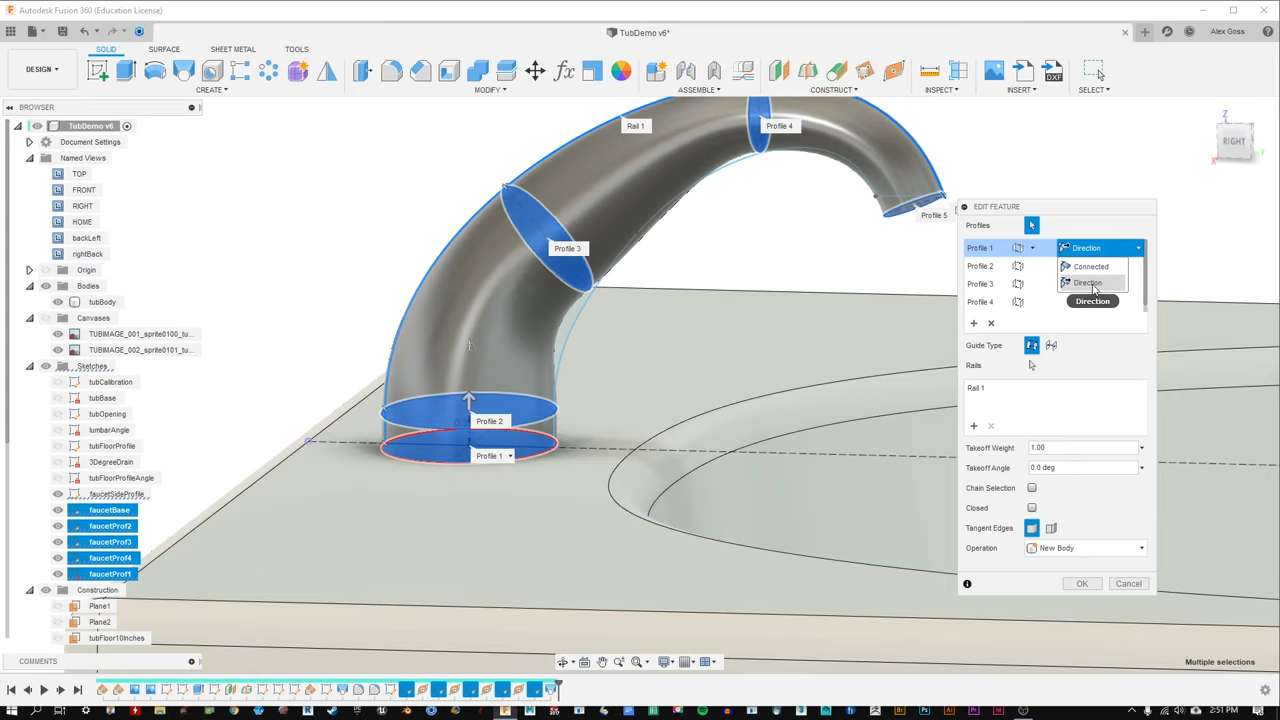 Autodesk Fusion 360 (Education License)
TubDemo v6*
Alex Goss
SOLID
SURFACE
SHEET METAL
TOOLS
DESIGN
CREATE
MODIFY
ASSEMBLE
CONSTRUCT
INSPECT
INSERT
SELECT
DXF
BROWSER
TubDemo v6
Document Settings
Named Views
TOP
FRONT
RIGHT
HOME
backLeft
rightBack
Origin
Bodies
tubBody
Canvases
TUBIMAGE_001_sprite0100_tu...
TUBIMAGE_002_sprite0101_tu...
Sketches
tubCalibration
tubBase
tubOpening
lumbarAngle
tubFloorProfile
3DegreeDrain
tubFloorProfileAngle
faucetSideProfile
faucetBase
faucetProf2
faucetProf3
faucetProf4
faucetProf1
Construction
Plane1
Plane2
tubFloor10Inches
COMMENTS
Rail 1
Profile 4
Profile 3
Profile 5
Profile 2
Profile 1
Z
RIGHT
X
Y
EDIT FEATURE
Profiles
Profile 1 Direction
Profile 2 Connected
Profile 3 Direction
Profile 4 Direction
Guide Type
Rails
Rail 1
Takeoff Weight 1.00
Takeoff Angle 0.0 deg
Chain Selection
Closed
Tangent Edges
Operation New Body
OK Cancel
Multiple selections
2:51 PM